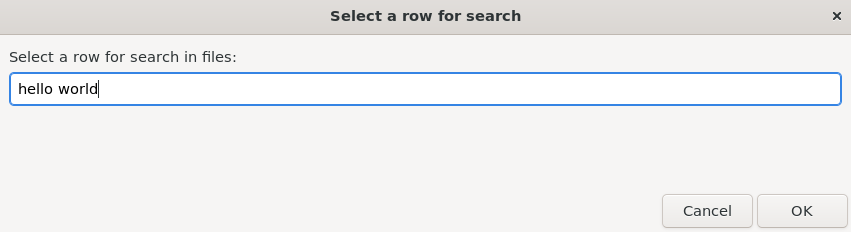 Select a row for search
Select a row for search in files:
hello world
Cancel
OK